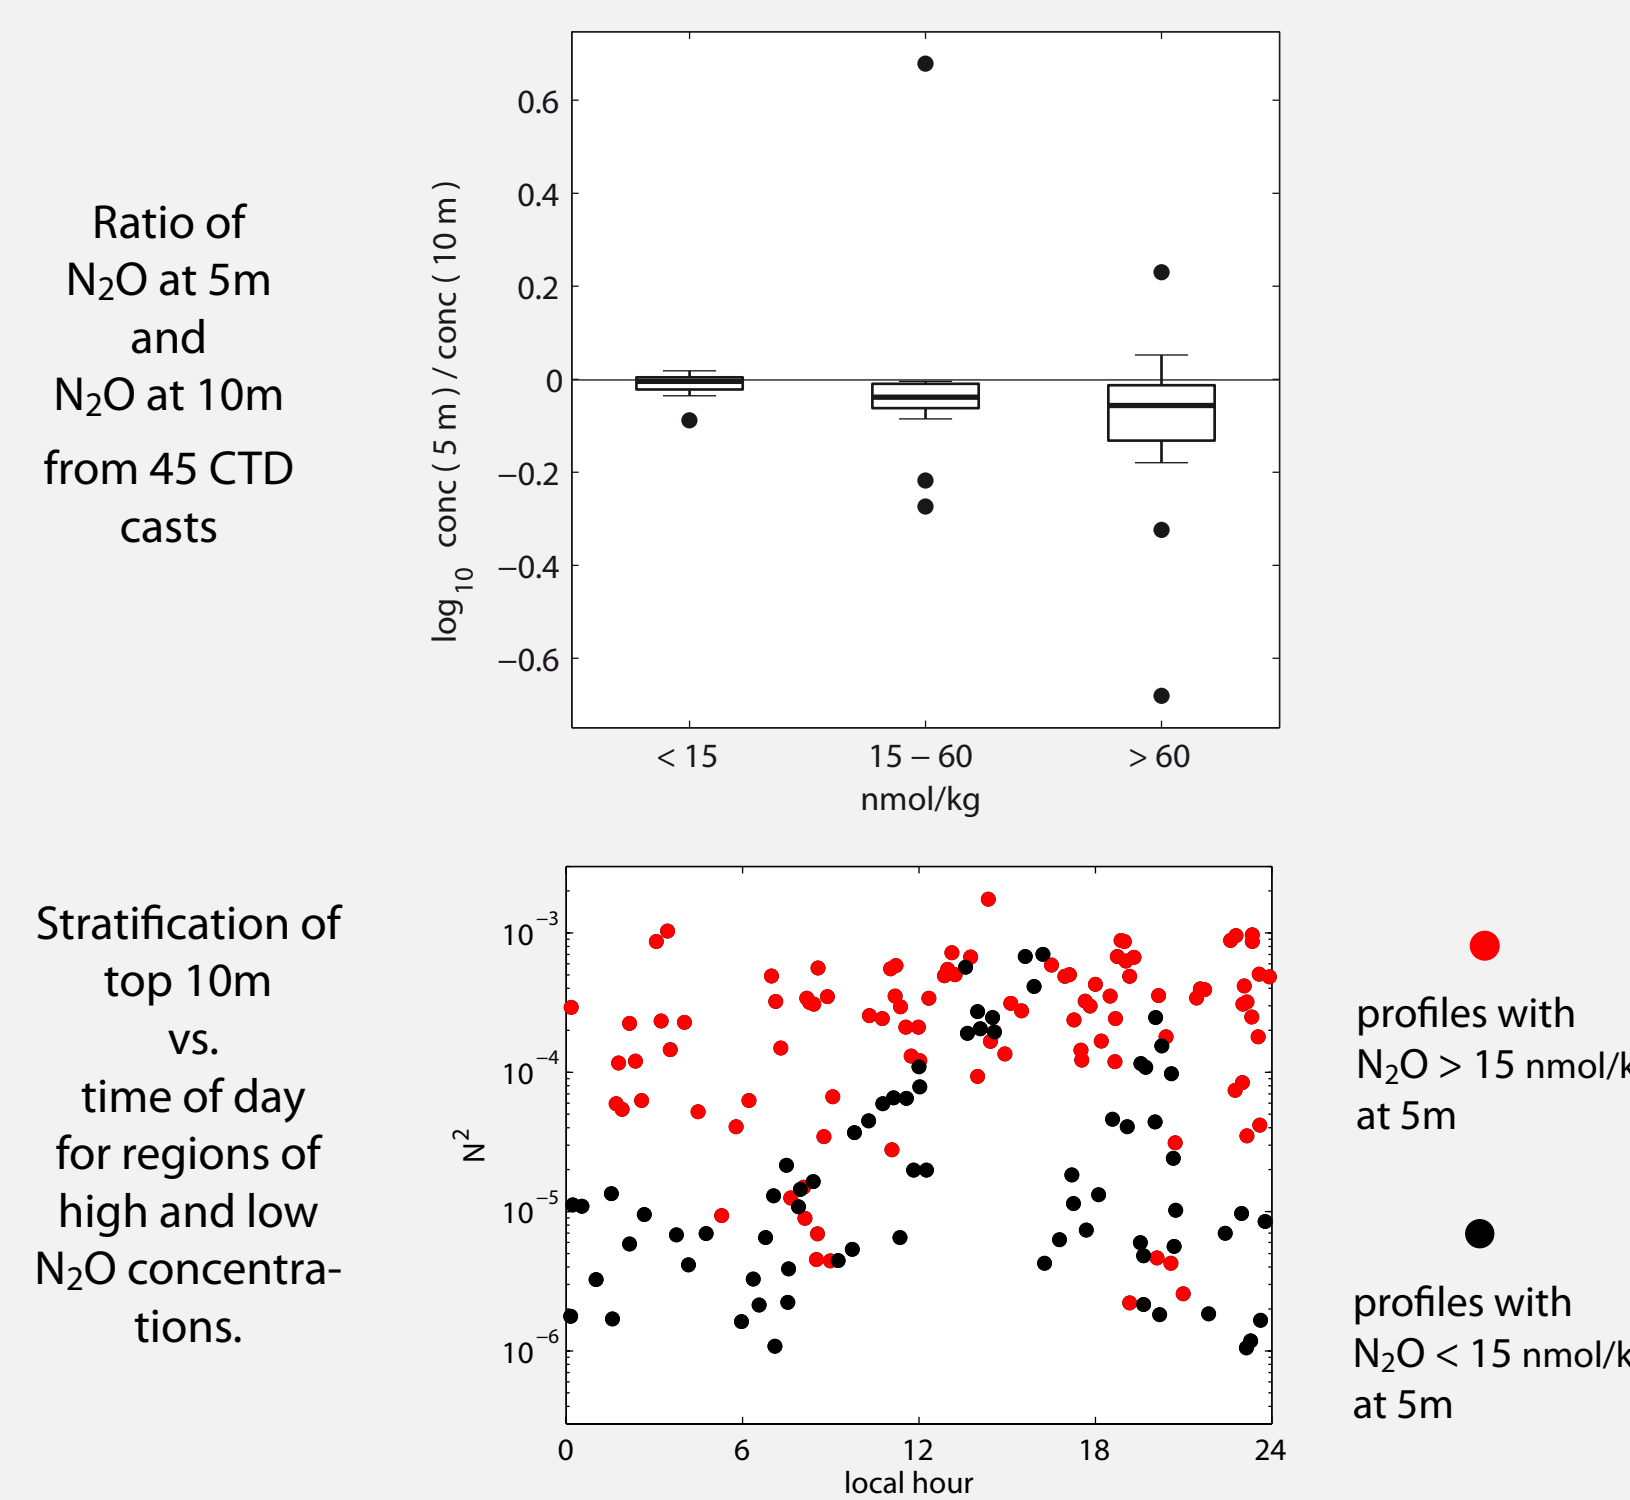 Ratio of
N₂O at 5m
and
N₂O at 10m
from 45 CTD
casts
log₁₀ conc ( 5 m ) / conc ( 10 m )
0.6
0.4
0.2
0
−0.2
−0.4
−0.6
< 15
15 – 60
> 60
nmol/kg
Stratification of
top 10m
vs.
time of day
for regions of
high and low
N₂O concentra-
tions.
N²
10⁻³
10⁻⁴
10⁻⁵
10⁻⁶
0
6
12
18
24
local hour
profiles with
N₂O > 15 nmol/k
at 5m
profiles with
N₂O < 15 nmol/k
at 5m